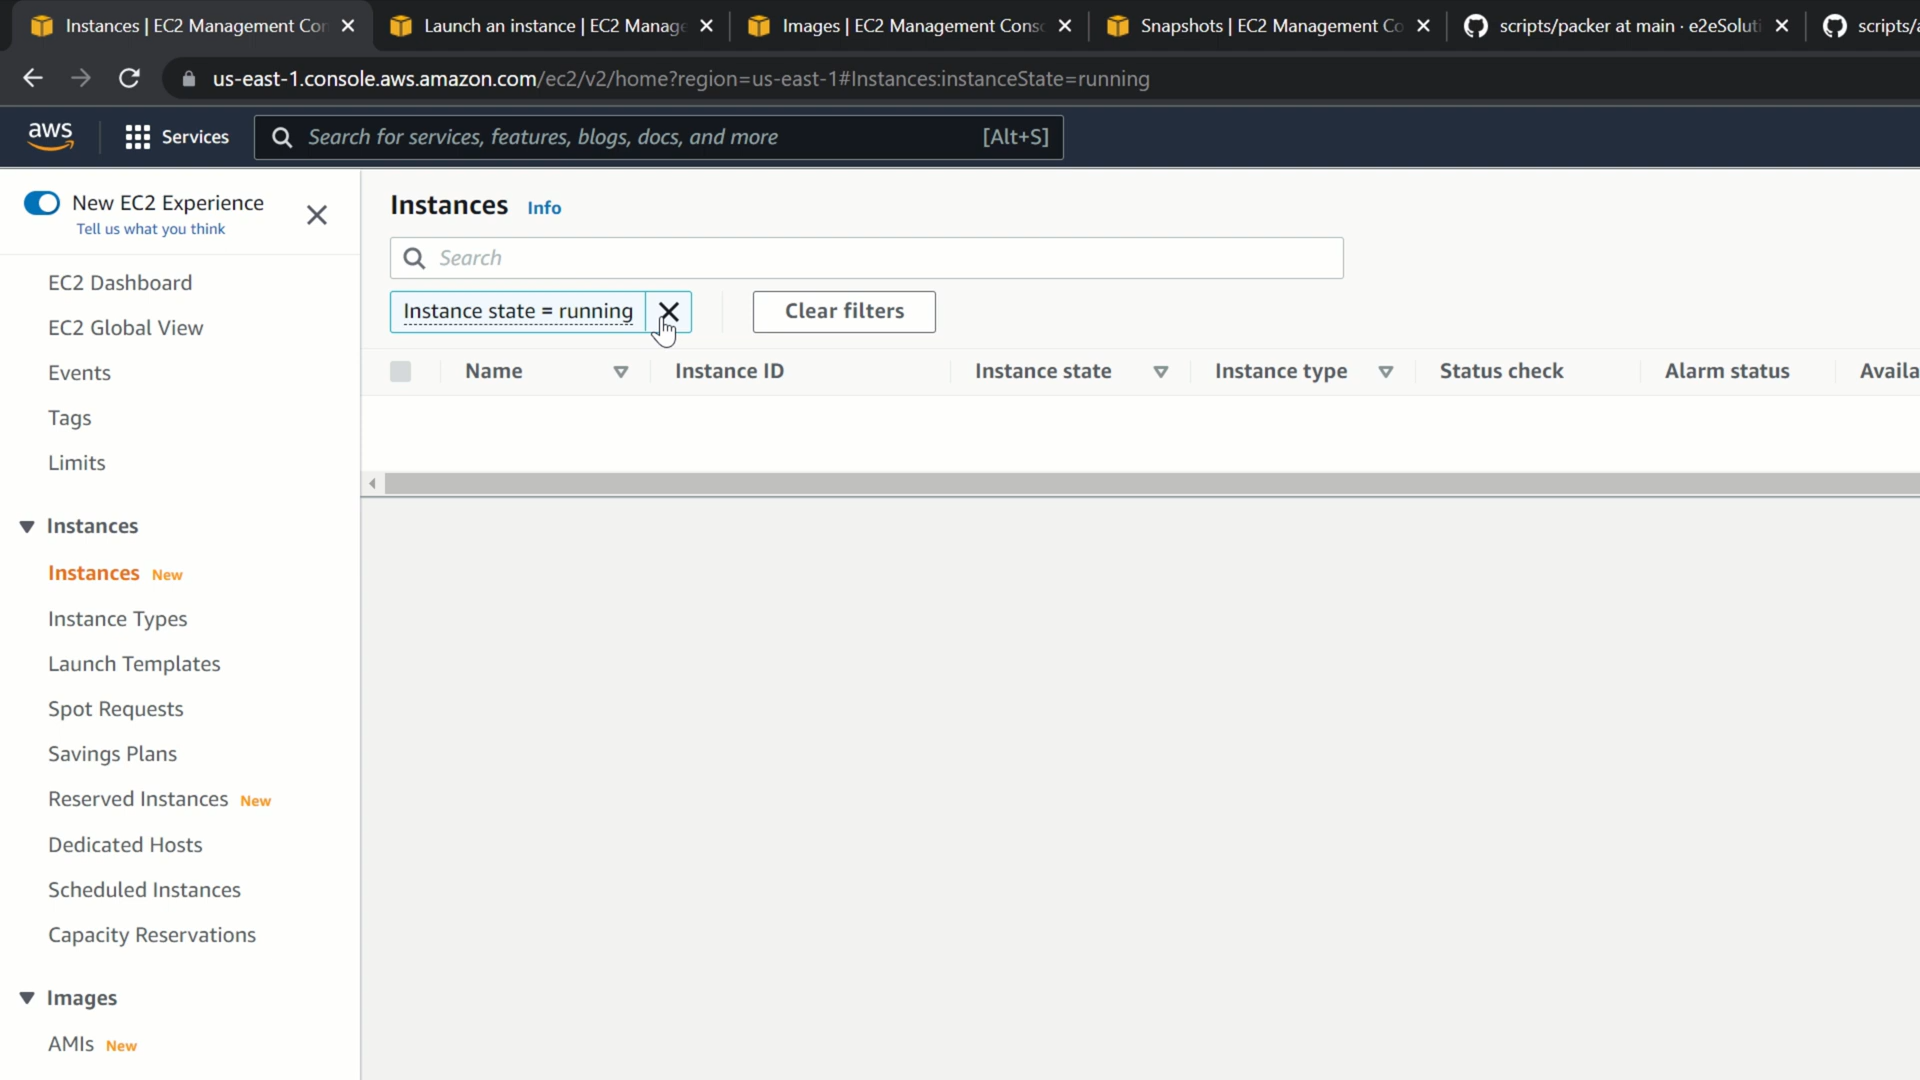 Instances | EC2 Management Con
Launch an instance | EC2 Manage
Images | EC2 Management Conso
Snapshots | EC2 Management Co
scripts/packer at main · e2eSoluti
scripts/a
us-east-1.console.aws.amazon.com/ec2/v2/home?region=us-east-1#Instances:instanceState=running
aws
Services
Search for services, features, blogs, docs, and more
[Alt+S]
New EC2 Experience
Tell us what you think
EC2 Dashboard
EC2 Global View
Events
Tags
Limits
Instances
Instances New
Instance Types
Launch Templates
Spot Requests
Savings Plans
Reserved Instances New
Dedicated Hosts
Scheduled Instances
Capacity Reservations
Images
AMIs New
Instances Info
Search
Instance state = running
Clear filters
Name
Instance ID
Instance state
Instance type
Status check
Alarm status
Availa